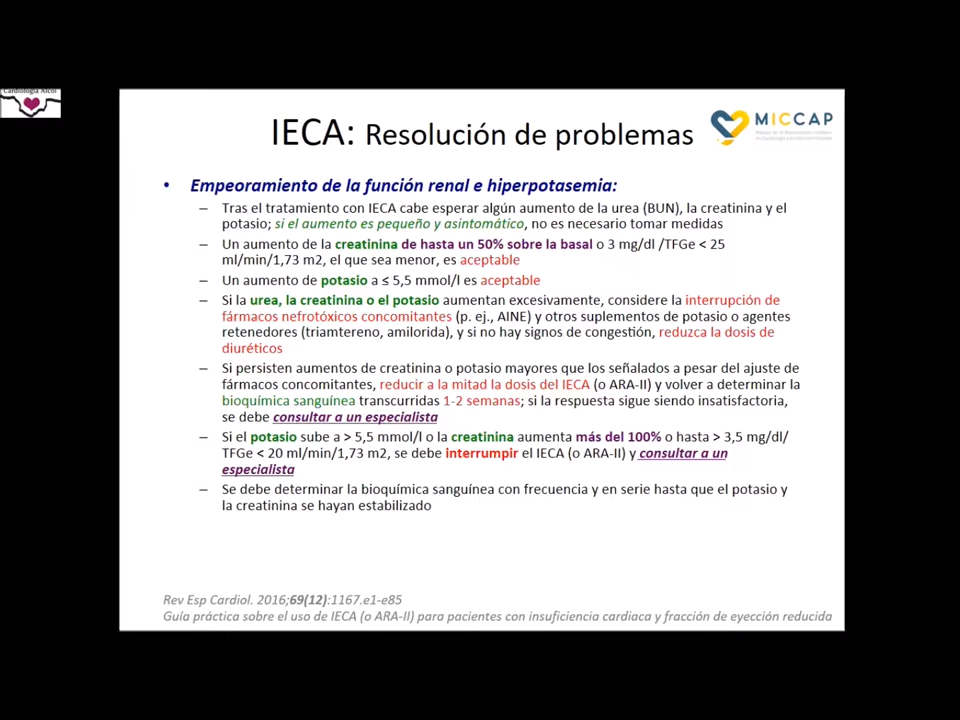 Cardiología Alcoi
IECA: Resolución de problemas
MICCAP
• Empeoramiento de la función renal e hiperpotasemia:
– Tras el tratamiento con IECA cabe esperar algún aumento de la urea (BUN), la creatinina y el
potasio; si el aumento es pequeño y asintomático, no es necesario tomar medidas
– Un aumento de la creatinina de hasta un 50% sobre la basal o 3 mg/dl /TFGe < 25
ml/min/1,73 m2, el que sea menor, es aceptable
– Un aumento de potasio a ≤ 5,5 mmol/l es aceptable
– Si la urea, la creatinina o el potasio aumentan excesivamente, considere la interrupción de
fármacos nefrotóxicos concomitantes (p. ej., AINE) y otros suplementos de potasio o agentes
retenedores (triamtereno, amilorida), y si no hay signos de congestión, reduzca la dosis de
diuréticos
– Si persisten aumentos de creatinina o potasio mayores que los señalados a pesar del ajuste de
fármacos concomitantes, reducir a la mitad la dosis del IECA (o ARA-II) y volver a determinar la
bioquímica sanguínea transcurridas 1-2 semanas; si la respuesta sigue siendo insatisfactoria,
se debe consultar a un especialista
– Si el potasio sube a > 5,5 mmol/l o la creatinina aumenta más del 100% o hasta > 3,5 mg/dl/
TFGe < 20 ml/min/1,73 m2, se debe interrumpir el IECA (o ARA-II) y consultar a un
especialista
– Se debe determinar la bioquímica sanguínea con frecuencia y en serie hasta que el potasio y
la creatinina se hayan estabilizado
Rev Esp Cardiol. 2016;69(12):1167.e1-e85
Guía práctica sobre el uso de IECA (o ARA-II) para pacientes con insuficiencia cardiaca y fracción de eyección reducida